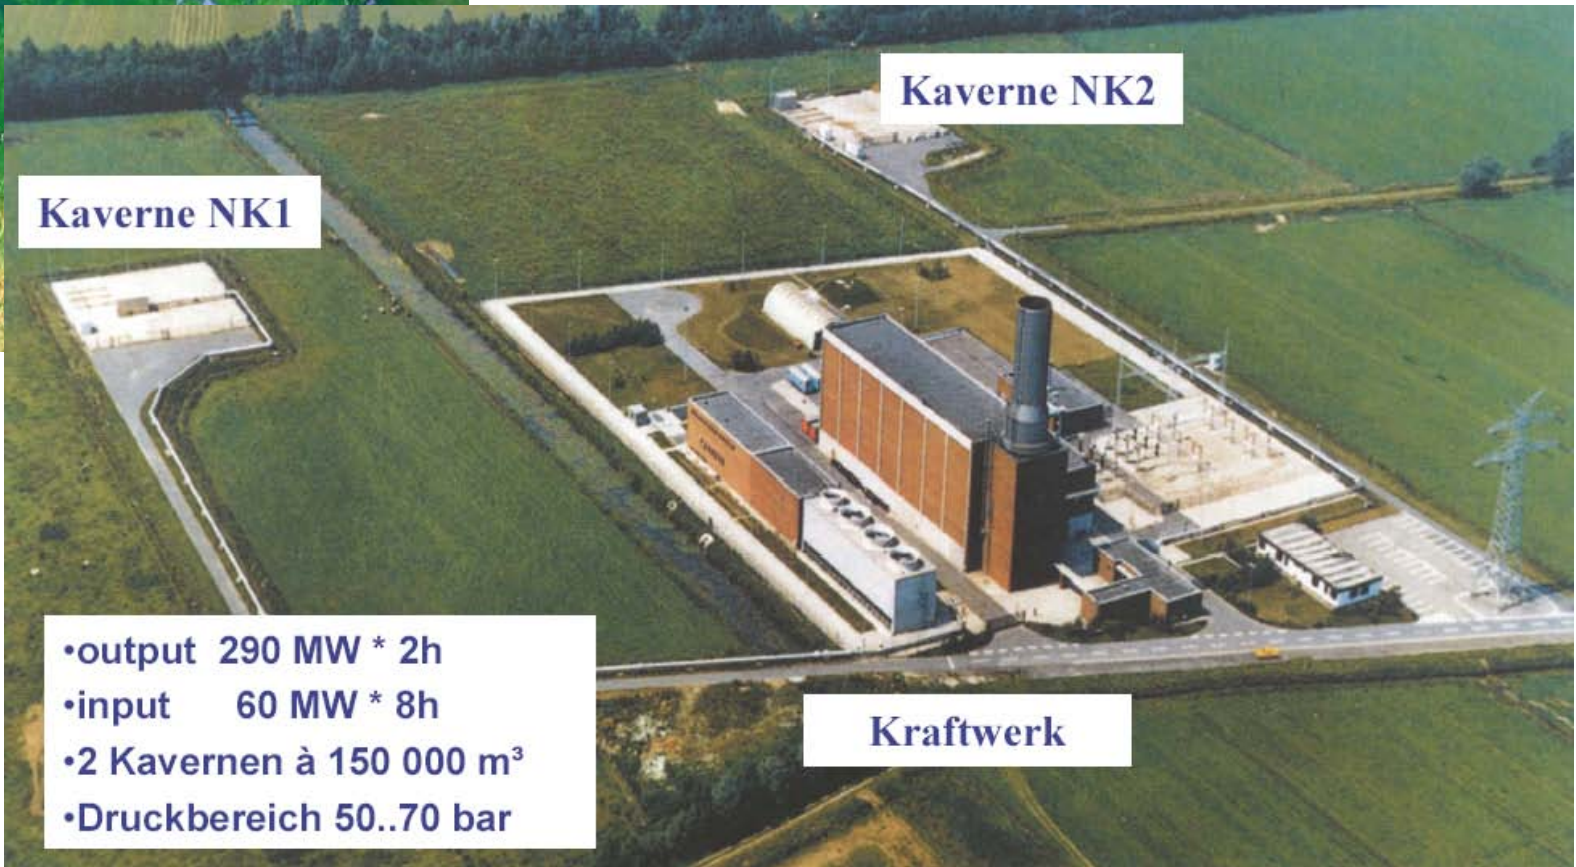 Kaverne NK2
Kaverne NK1
•output 290 MW * 2h
•input 60 MW * 8h
•2 Kavernen à 150 000 m³
•Druckbereich 50..70 bar
Kraftwerk